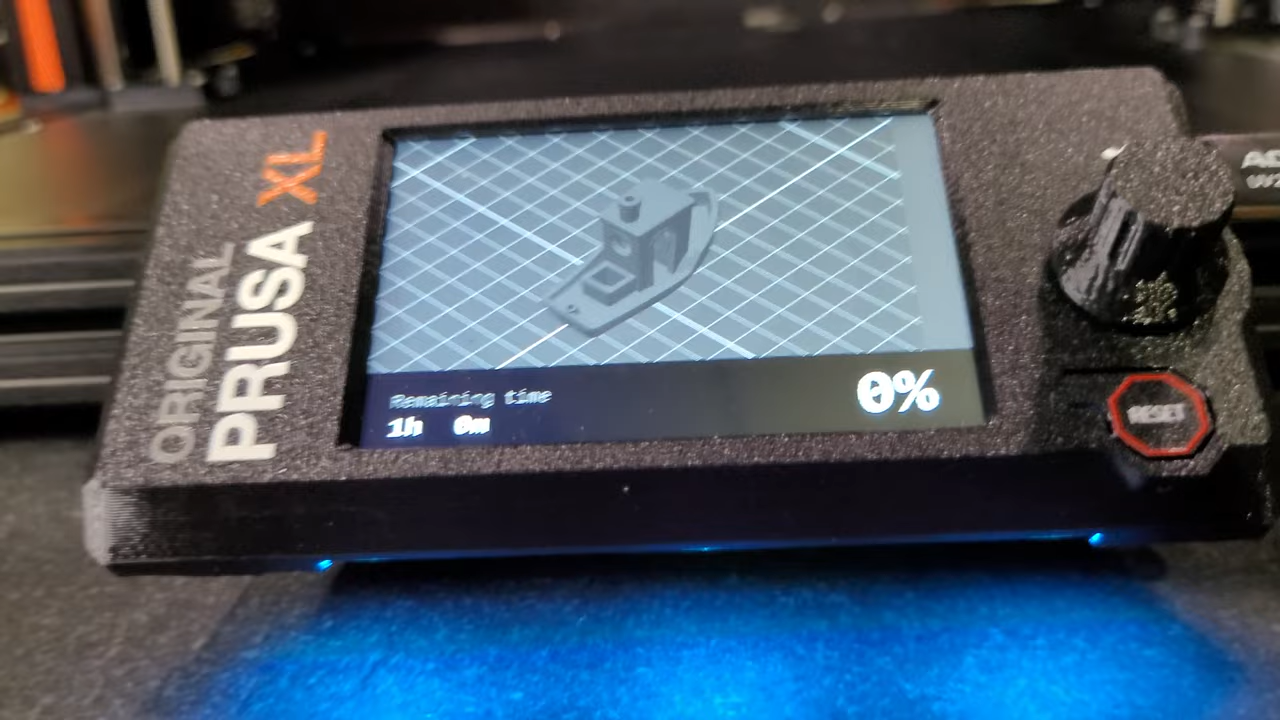 ORIGINAL
PRUSA XL
Remaining time
1h 0m
0%
RESET